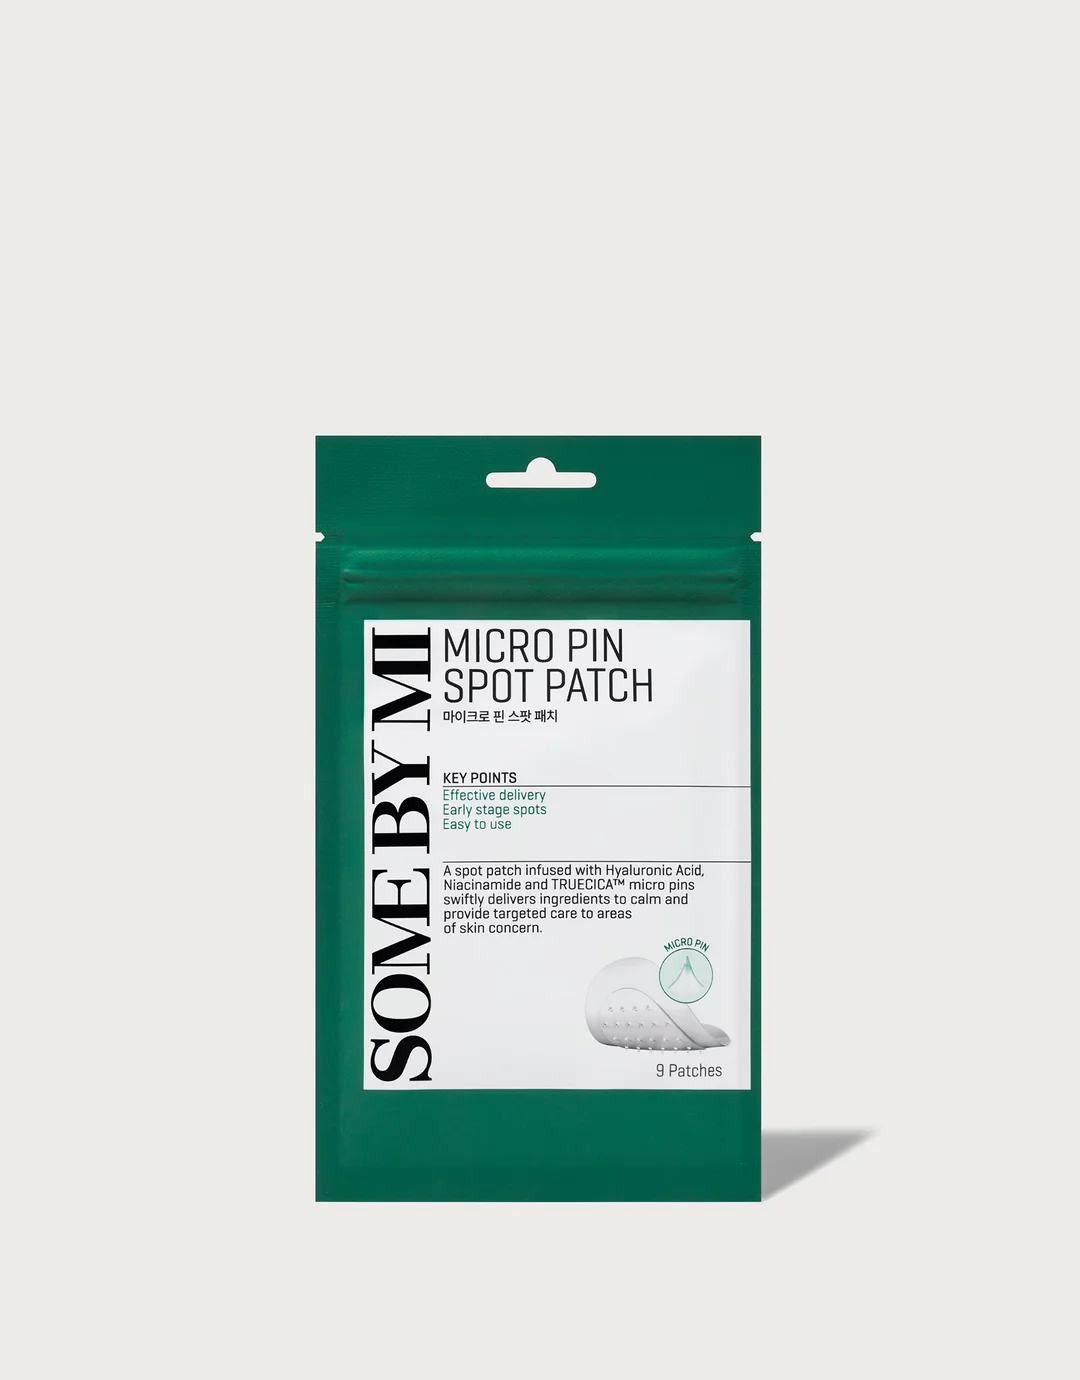 SOME BY MI
MICRO PIN
SPOT PATCH
마이크로 핀 스팟 패치
KEY POINTS
Effective delivery
Early stage spots
Easy to use
A spot patch infused with Hyaluronic Acid,
Niacinamide and TRUECICA™ micro pins
swiftly delivers ingredients to calm and
provide targeted care to areas
of skin concern.
MICRO PIN
9 Patches